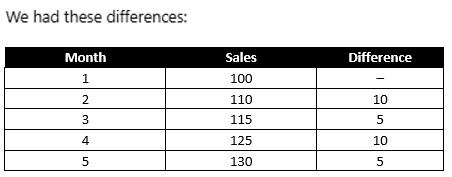 We had these differences:
Month Sales Difference
1 100 –
2 110 10
3 115 5
4 125 10
5 130 5